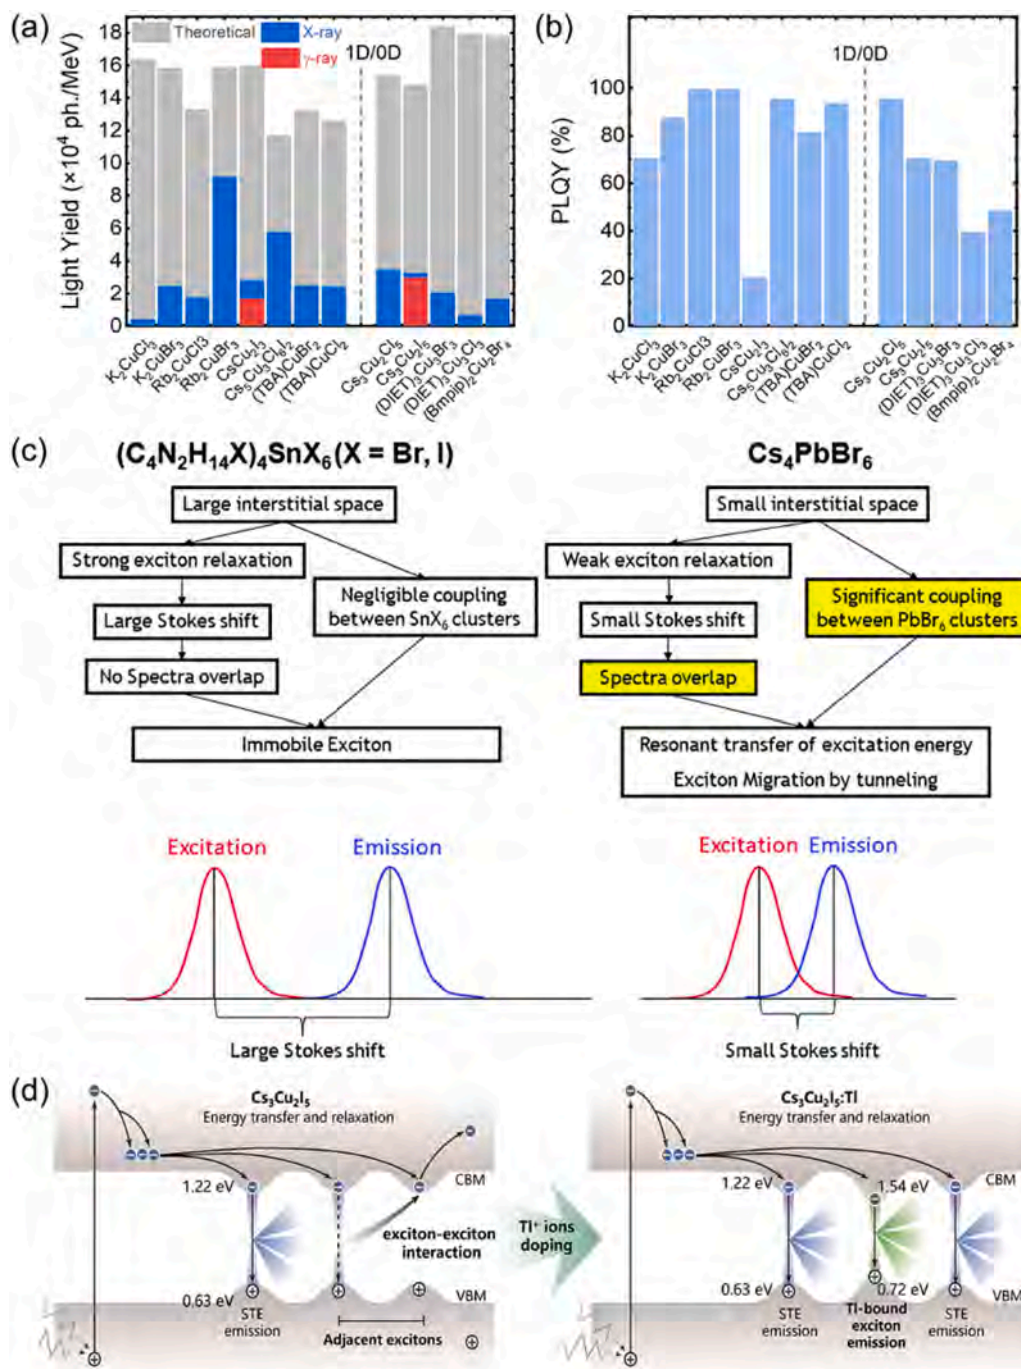 (a)
18
16
14
12
10
8
6
4
2
0
Light Yield (×10⁴ ph./MeV)
Theoretical
X-ray
γ-ray
1D/0D
K₂CuCl₃
K₂CuBr₃
Rb₂CuCl3
Rb₂CuBr₃
CsCu₂I₃
Cs₅Cu₃Cl₆I₂
(TBA)CuBr₂
(TBA)CuCl₂
Cs₃Cu₂Cl₅
Cs₃Cu₂I₅
(DIET)₃Cu₃Br₃
(DIET)₃Cu₃Cl₃
(Bmpip)₂Cu₂Br₄
(b)
100
80
60
40
20
0
PLQY (%)
1D/0D
K₂CuCl₃
K₂CuBr₃
Rb₂CuCl3
Rb₂CuBr₃
CsCu₂I₃
Cs₅Cu₃Cl₆I₂
(TBA)CuBr₂
(TBA)CuCl₂
Cs₃Cu₂Cl₅
Cs₃Cu₂I₅
(DIET)₃Cu₃Br₃
(DIET)₃Cu₃Cl₃
(Bmpip)₂Cu₂Br₄
(c)
(C₄N₂H₁₄X)₄SnX₆(X = Br, I)
Large interstitial space
Strong exciton relaxation
Large Stokes shift
No Spectra overlap
Negligible coupling
between SnX₆ clusters
Immobile Exciton
Cs₄PbBr₆
Small interstitial space
Weak exciton relaxation
Small Stokes shift
Spectra overlap
Significant coupling
between PbBr₆ clusters
Resonant transfer of excitation energy
Exciton Migration by tunneling
Excitation
Emission
Large Stokes shift
Excitation
Emission
Small Stokes shift
(d)
Cs₃Cu₂I₅
Energy transfer and relaxation
1.22 eV
CBM
exciton-exciton
interaction
0.63 eV
VBM
STE
emission
Adjacent excitons
Tl⁺ ions
doping
Cs₃Cu₂I₅:Tl
Energy transfer and relaxation
1.22 eV
1.54 eV
CBM
0.63 eV
0.72 eV
VBM
STE
emission
Tl-bound
exciton
emission
STE
emission